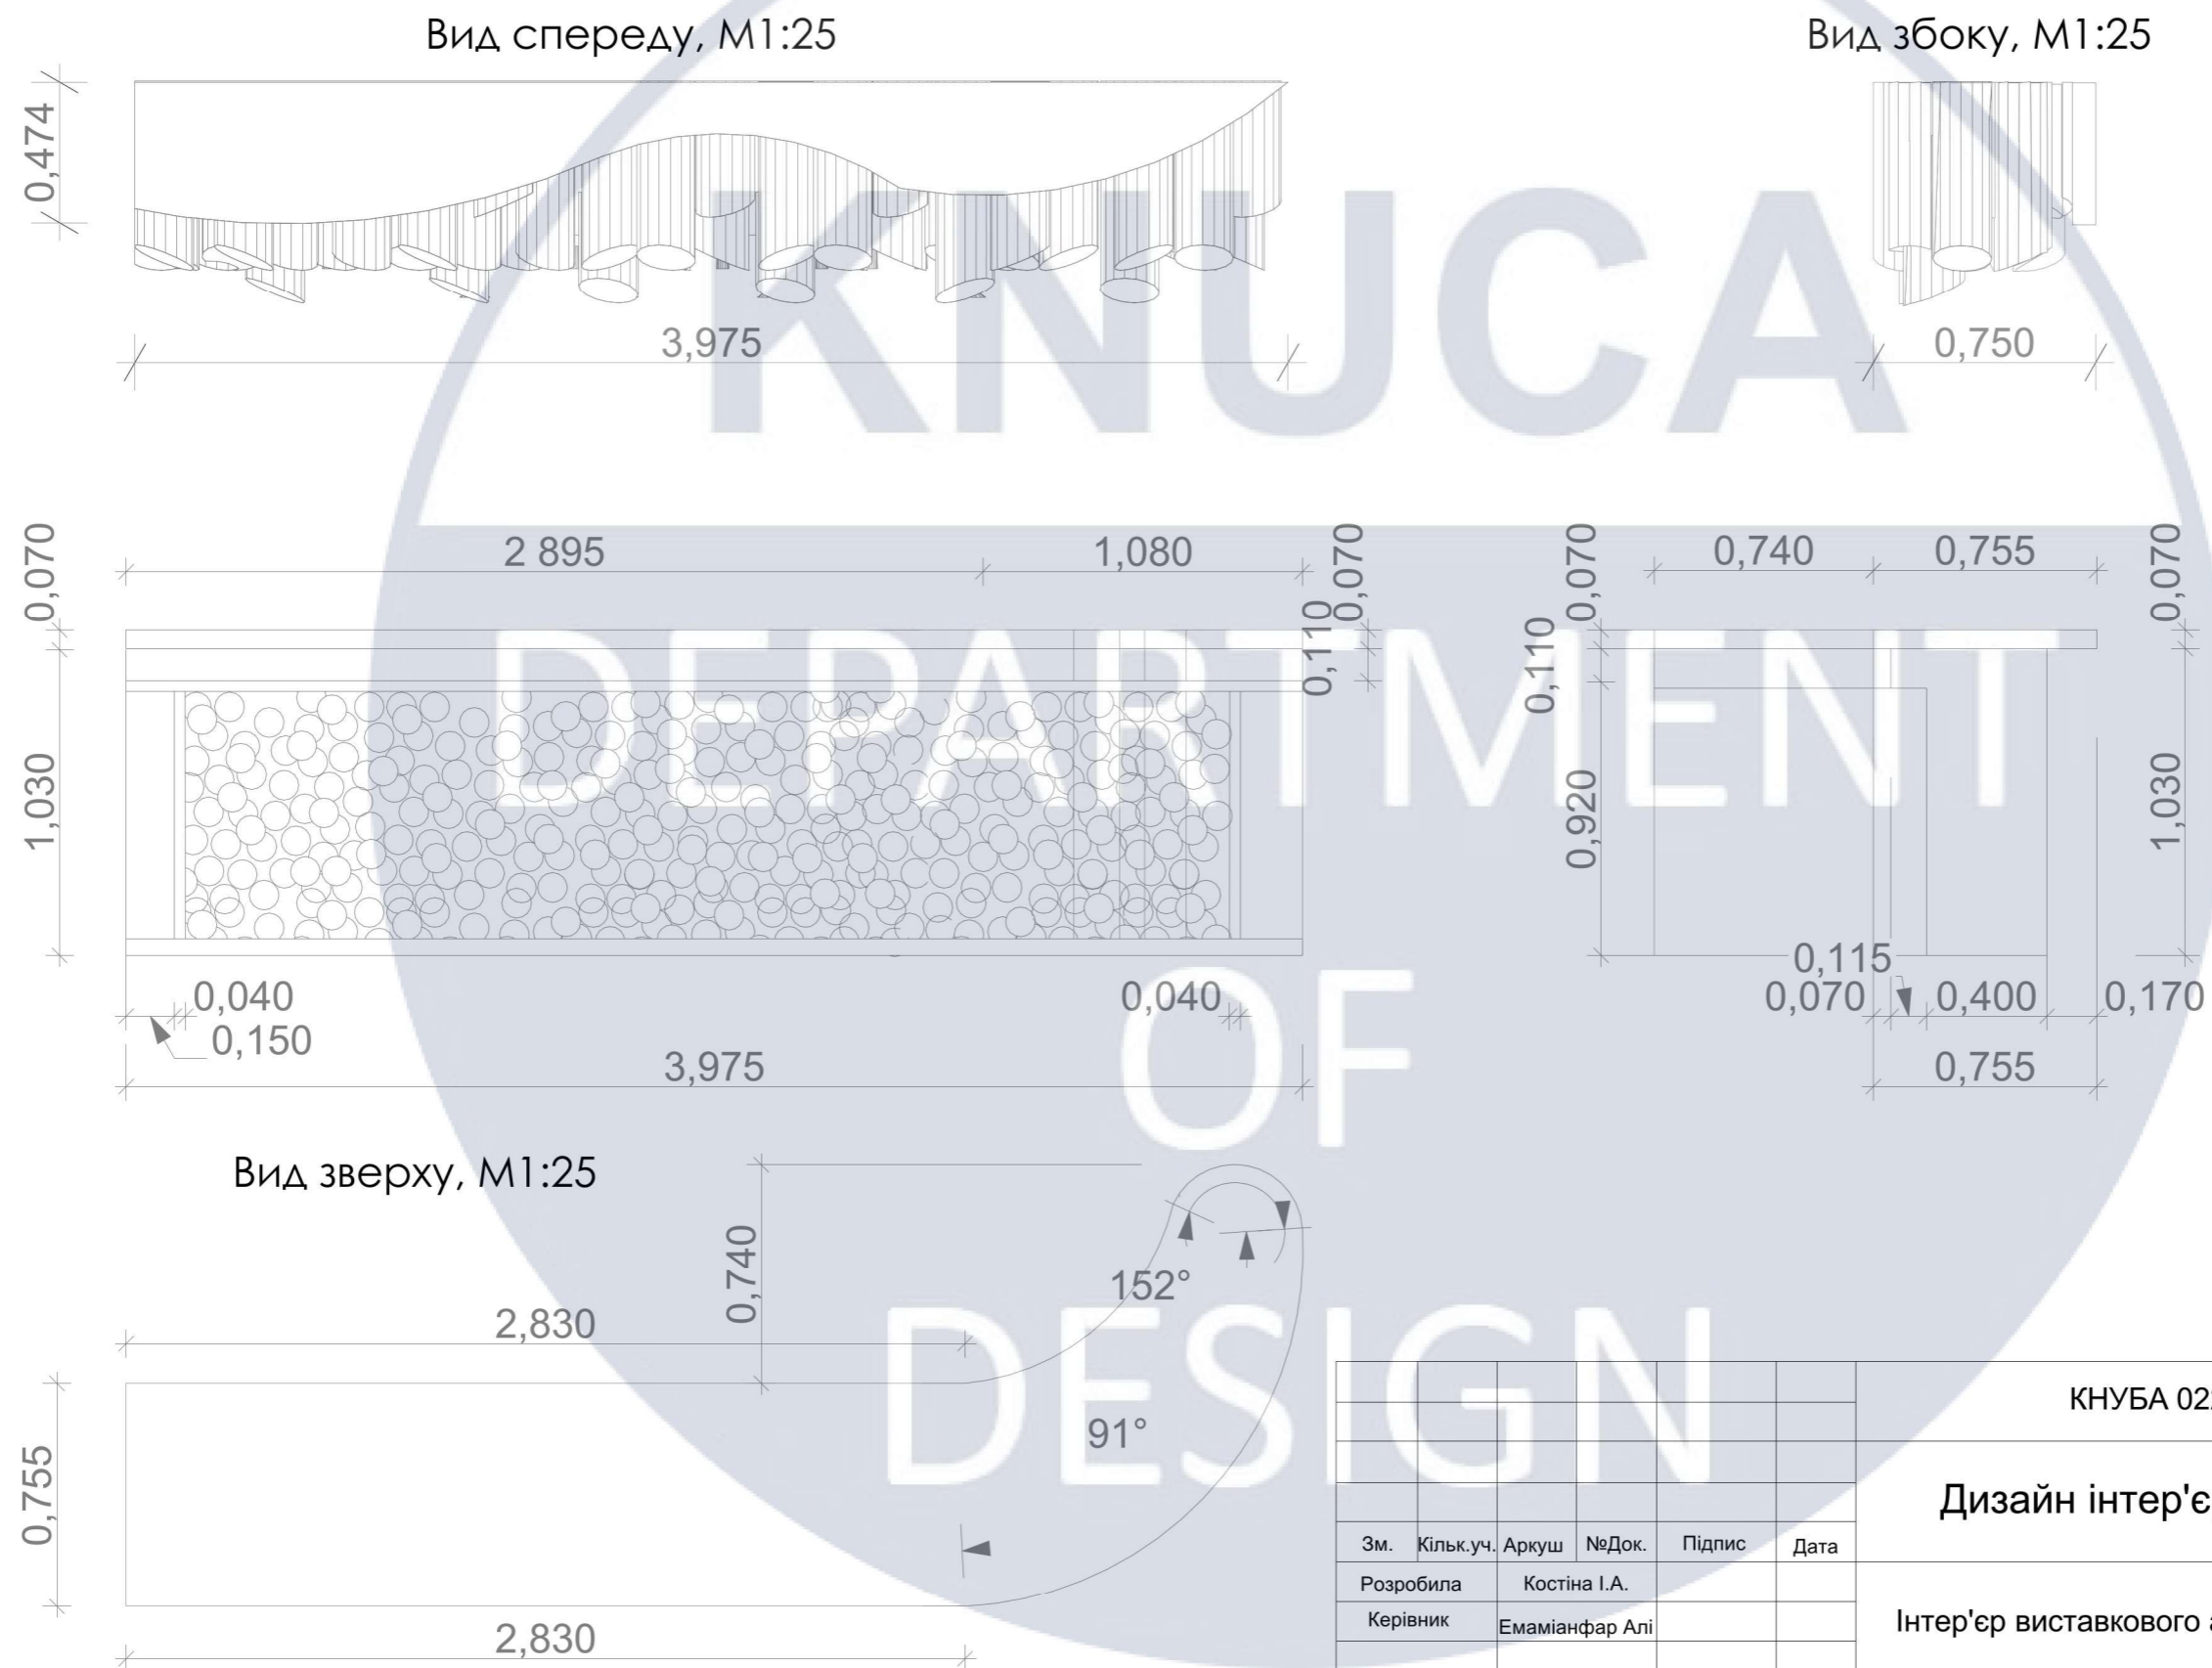 Вид спереду, М1:25
Вид збоку, М1:25
0,474
3,975
0,750
KNUCA
0,070
2 895
1,080
0,070
0,110
0,070
0,110
0,740
0,755
0,070
1,030
0,920
1,030
DEPARTMENT
0,040
0,150
0,040
3,975
0,115
0,070
0,400
0,170
0,755
OF
Вид зверху, М1:25
0,740
152°
2,830
91°
0,755
2,830
DESIGN
КНУБА 02
Дизайн інтер'є
Зм. Кільк.уч. Аркуш №Док. Підпис Дата
Розробила Костіна І.А.
Керівник Емаміанфар Алі
Інтер'єр виставкового